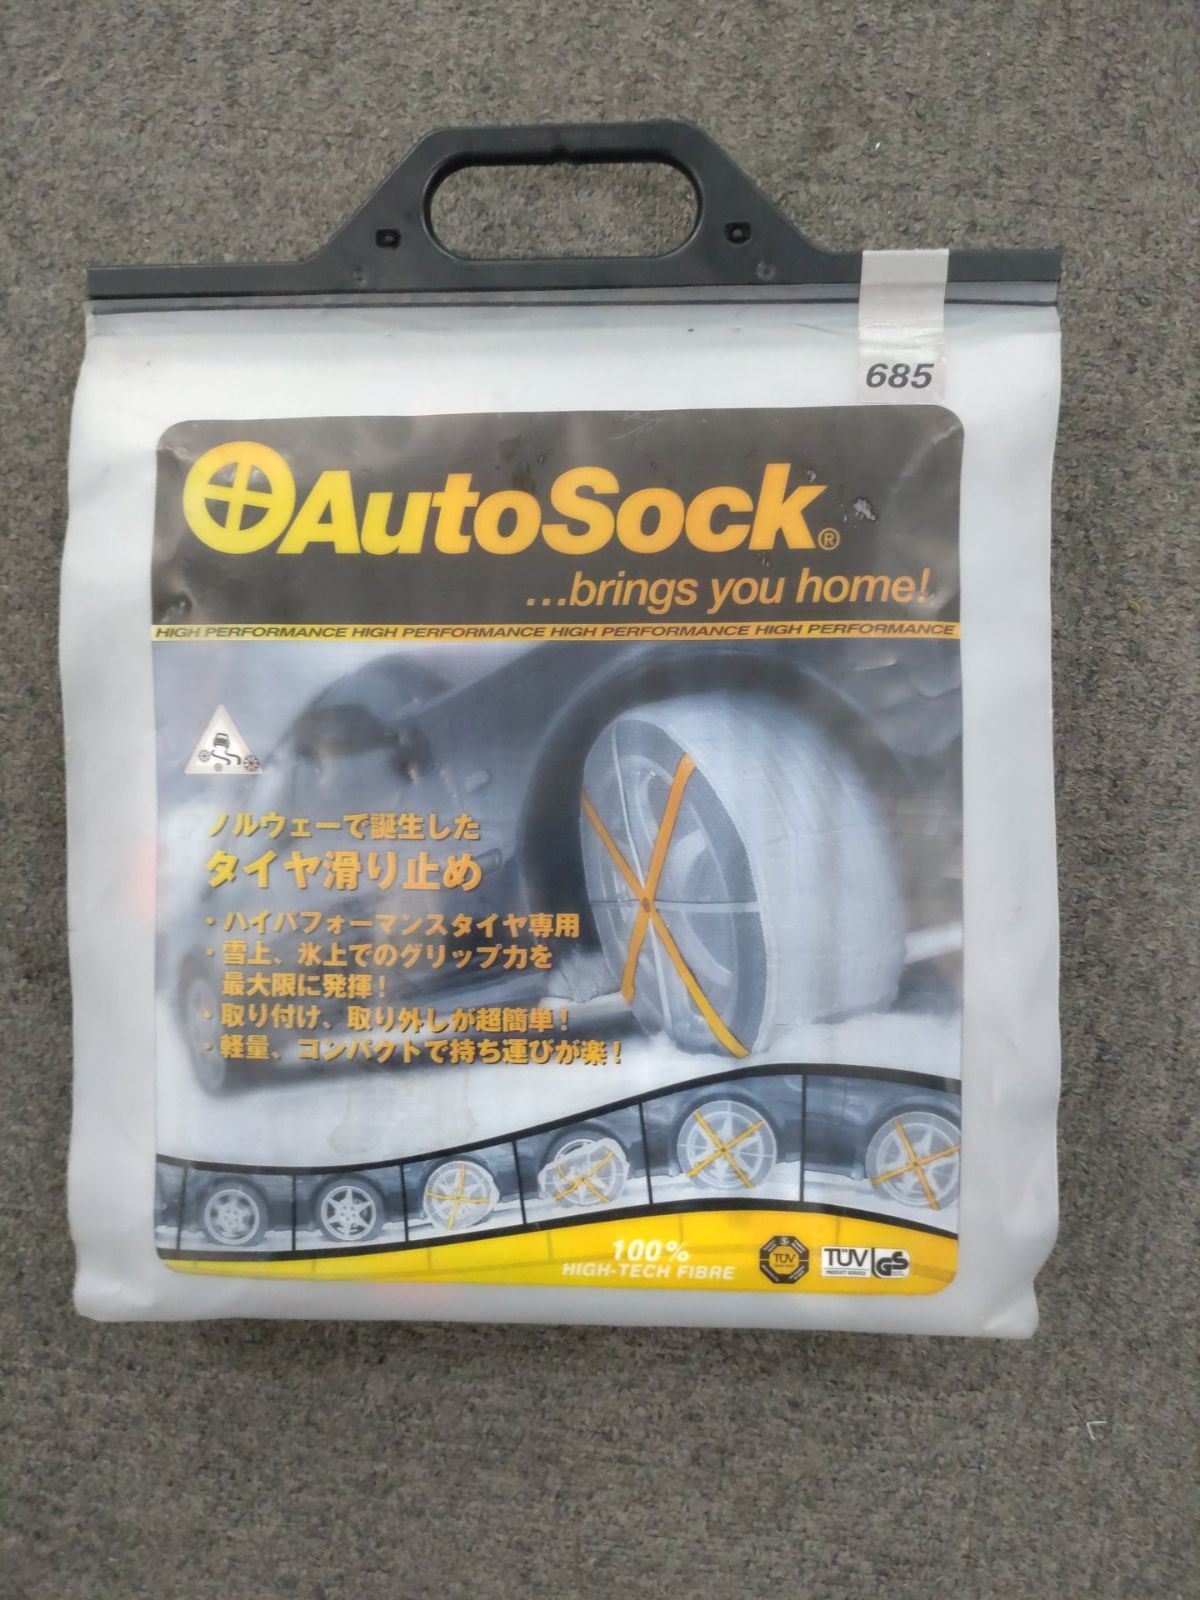 685
AutoSock®
...brings you home!
HIGH PERFORMANCE HIGH PERFORMANCE HIGH PERFORMANCE HIGH PERFORMANCE
ノルウェーで誕生した
タイヤ滑り止め
・ハイパフォーマンスタイヤ専用
・雪上、氷上でのグリップ力を
最大限に発揮！
・取り付け、取り外しが超簡単！
・軽量、コンパクトで持ち運びが楽！
100%
HIGH-TECH FIBRE
TÜV
TÜV
PRODUCT SERVICE
GS